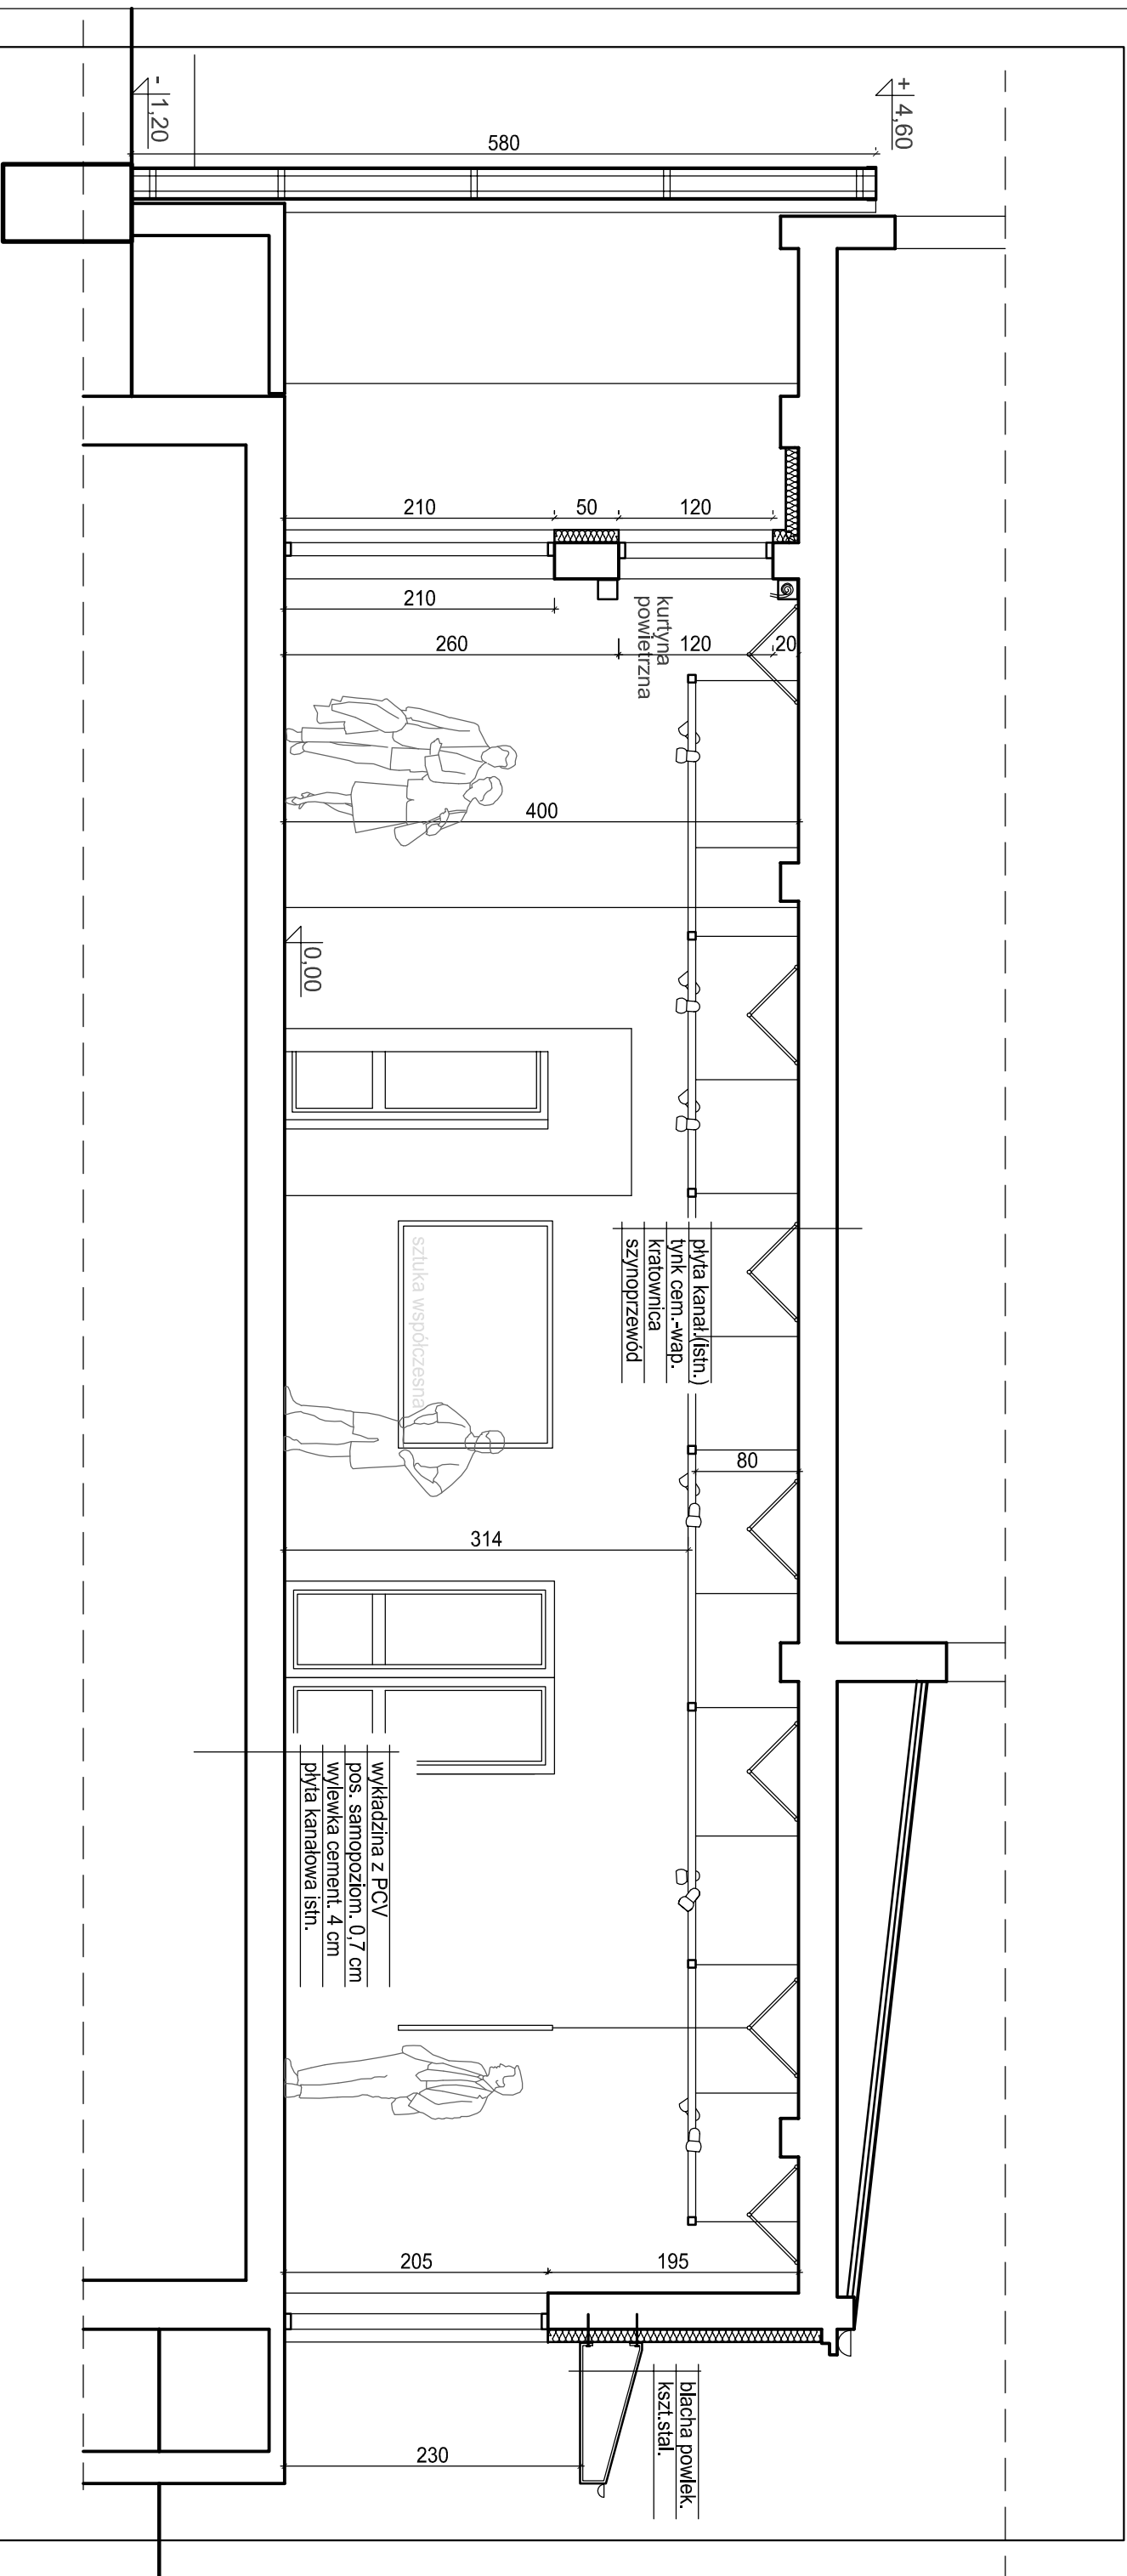 + 4,60
- 1,20
580
210
50
120
210
260
120
20
kurtyna
powietrzna
400
0,00
płyta kanał.(istn.)
tynk cem.-wap.
kratownica
szynoprzewód
sztuka współczesna
80
314
wykładzina z PCV
pos. samopoziom. 0,7 cm
wylewka cement. 4 cm
płyta kanałowa istn.
205
195
blacha powlek.
kszt.stal.
230